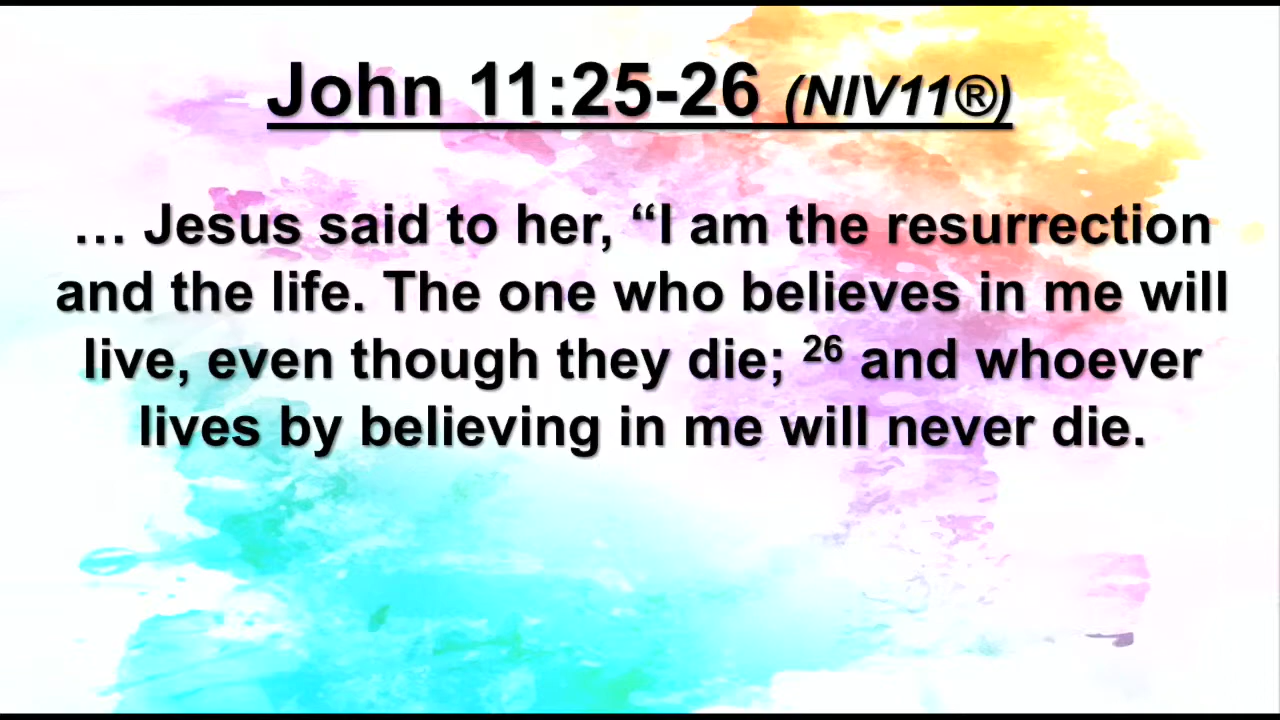 John 11:25-26 (NIV11®)
… Jesus said to her, “I am the resurrection
and the life. The one who believes in me will
live, even though they die; 26 and whoever
lives by believing in me will never die.